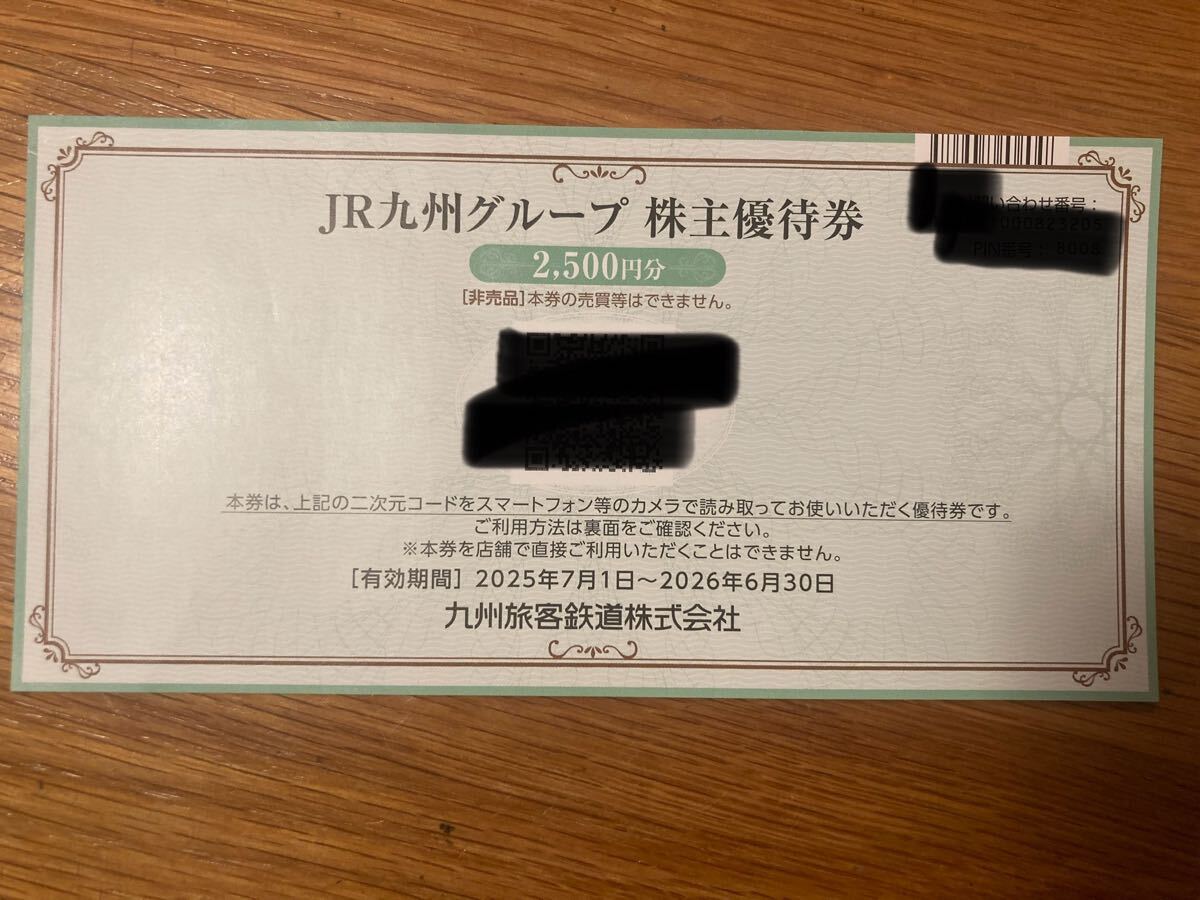 JR九州グループ 株主優待券
2,500円分
[非売品]本券の売買等はできません。
い合わせ番号:
本券は、上記の二次元コードをスマートフォン等のカメラで読み取ってお使いいただく優待券です。
ご利用方法は裏面をご確認ください。
※本券を店舗で直接ご利用いただくことはできません。
[有効期間] 2025年7月1日～2026年6月30日
九州旅客鉄道株式会社